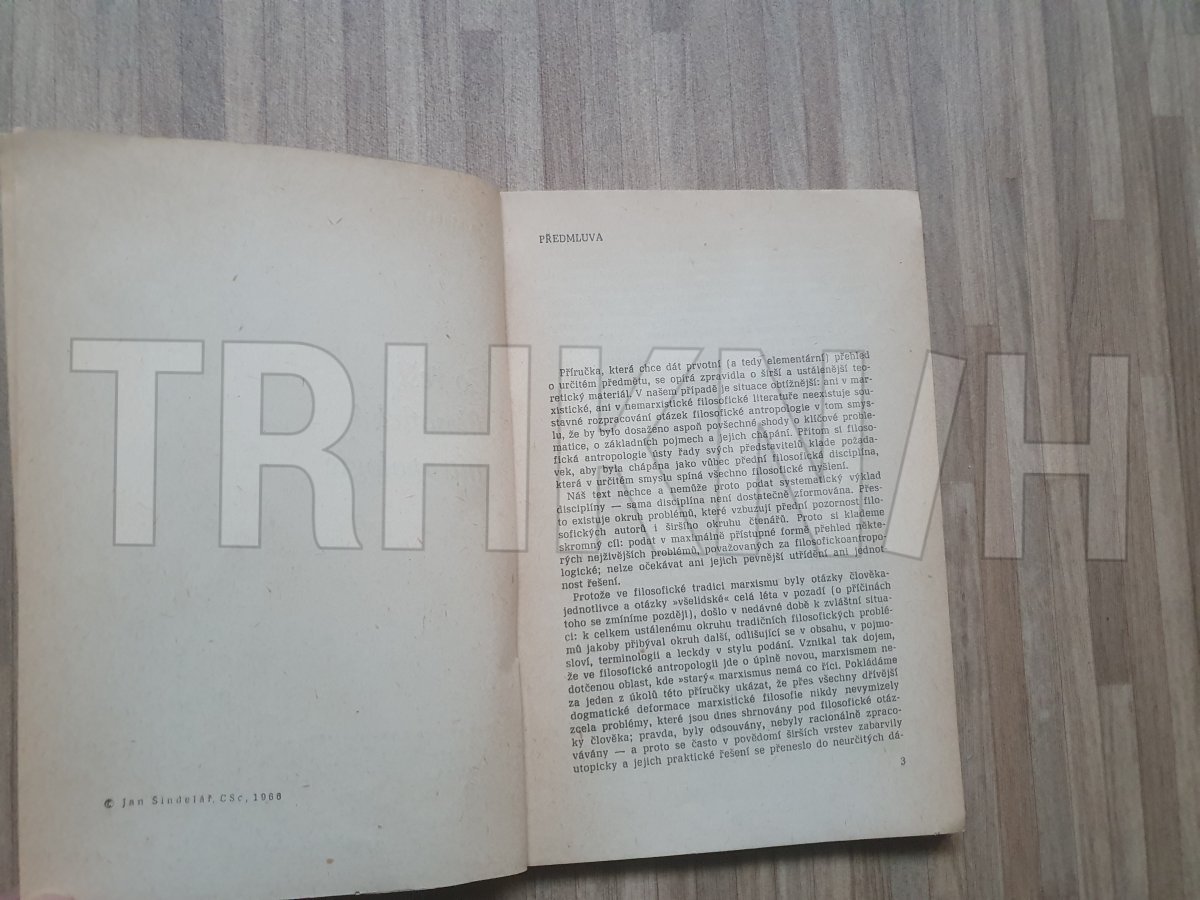 © Jan Šindelář, CSc, 1966
PŘEDMLUVA
Příručka, která chce dát prvotní (a tedy elementární) přehled
o určitém předmětu, se opírá zpravidla o širší a ustálenější teo-
retický materiál. V našem případě je situace obtížnější: ani v mar-
xistické, ani v nemarxistické filosofické literatuře neexistuje sou-
stavné rozpracování otázek filosofické antropologie v tom smys-
lu, že by bylo dosaženo aspoň povšechné shody o klíčové proble-
matice, o základních pojmech a jejich chápání. Přitom si filoso-
fická antropologie ústy řady svých představitelů klade požada-
vek, aby byla chápána jako vůbec přední filosofická disciplína,
která v určitém smyslu spíná všechno filosofické myšlení.
Náš text nechce a nemůže proto podat systematický výklad
disciplíny — sama disciplína není dostatečně zformována. Přes-
to existuje okruh problémů, které vzbuzují přední pozornost filo-
sofických autorů i širšího okruhu čtenářů. Proto si klademe
skromný cíl: podat v maximálně přístupné formě přehled někte-
rých nejživějších problémů, považovaných za filosofickoantropo-
logické; nelze očekávat ani jejich pevnější utřídění ani jednot
nost řešení.
Protože ve filosofické tradici marxismu byly otázky člověka-
jednotlivce a otázky »všelidské« celá léta v pozadí (o příčinách
toho se zmíníme později), došlo v nedávné době k zvláštní situa-
ci: k celkem ustálenému okruhu tradičních filosofických problé-
mů jakoby přibýval okruh další, odlišující se v obsahu, v pojmo-
sloví, terminologii a leckdy v stylu podání. Vznikal tak dojem,
že ve filosofické antropologii jde o úplně novou, marxismem ne-
dotčenou oblast, kde »starý« marxismus nemá co říci. Pokládáme
za jeden z úkolů této příručky ukázat, že přes všechny dřívější
dogmatické deformace marxistické filosofie nikdy nevymizely
zcela problémy, které jsou dnes shrnovány pod filosofické otáz-
ky člověka; pravda, byly odsouvány, nebyly racionálně zpraco-
vávány — a proto se často v povědomí širších vrstev zabarvily
utopicky a jejich praktické řešení se přeneslo do neurčitých dá-
3
TRHKNIH